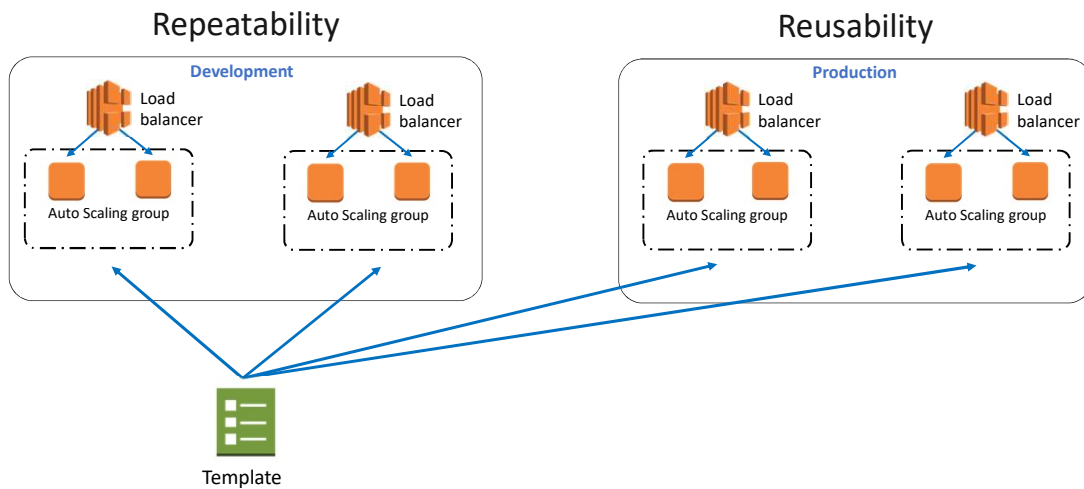 Repeatability
Reusability
Development
Load
balancer
Auto Scaling group
Load
balancer
Auto Scaling group
Production
Load
balancer
Auto Scaling group
Load
balancer
Auto Scaling group
Template